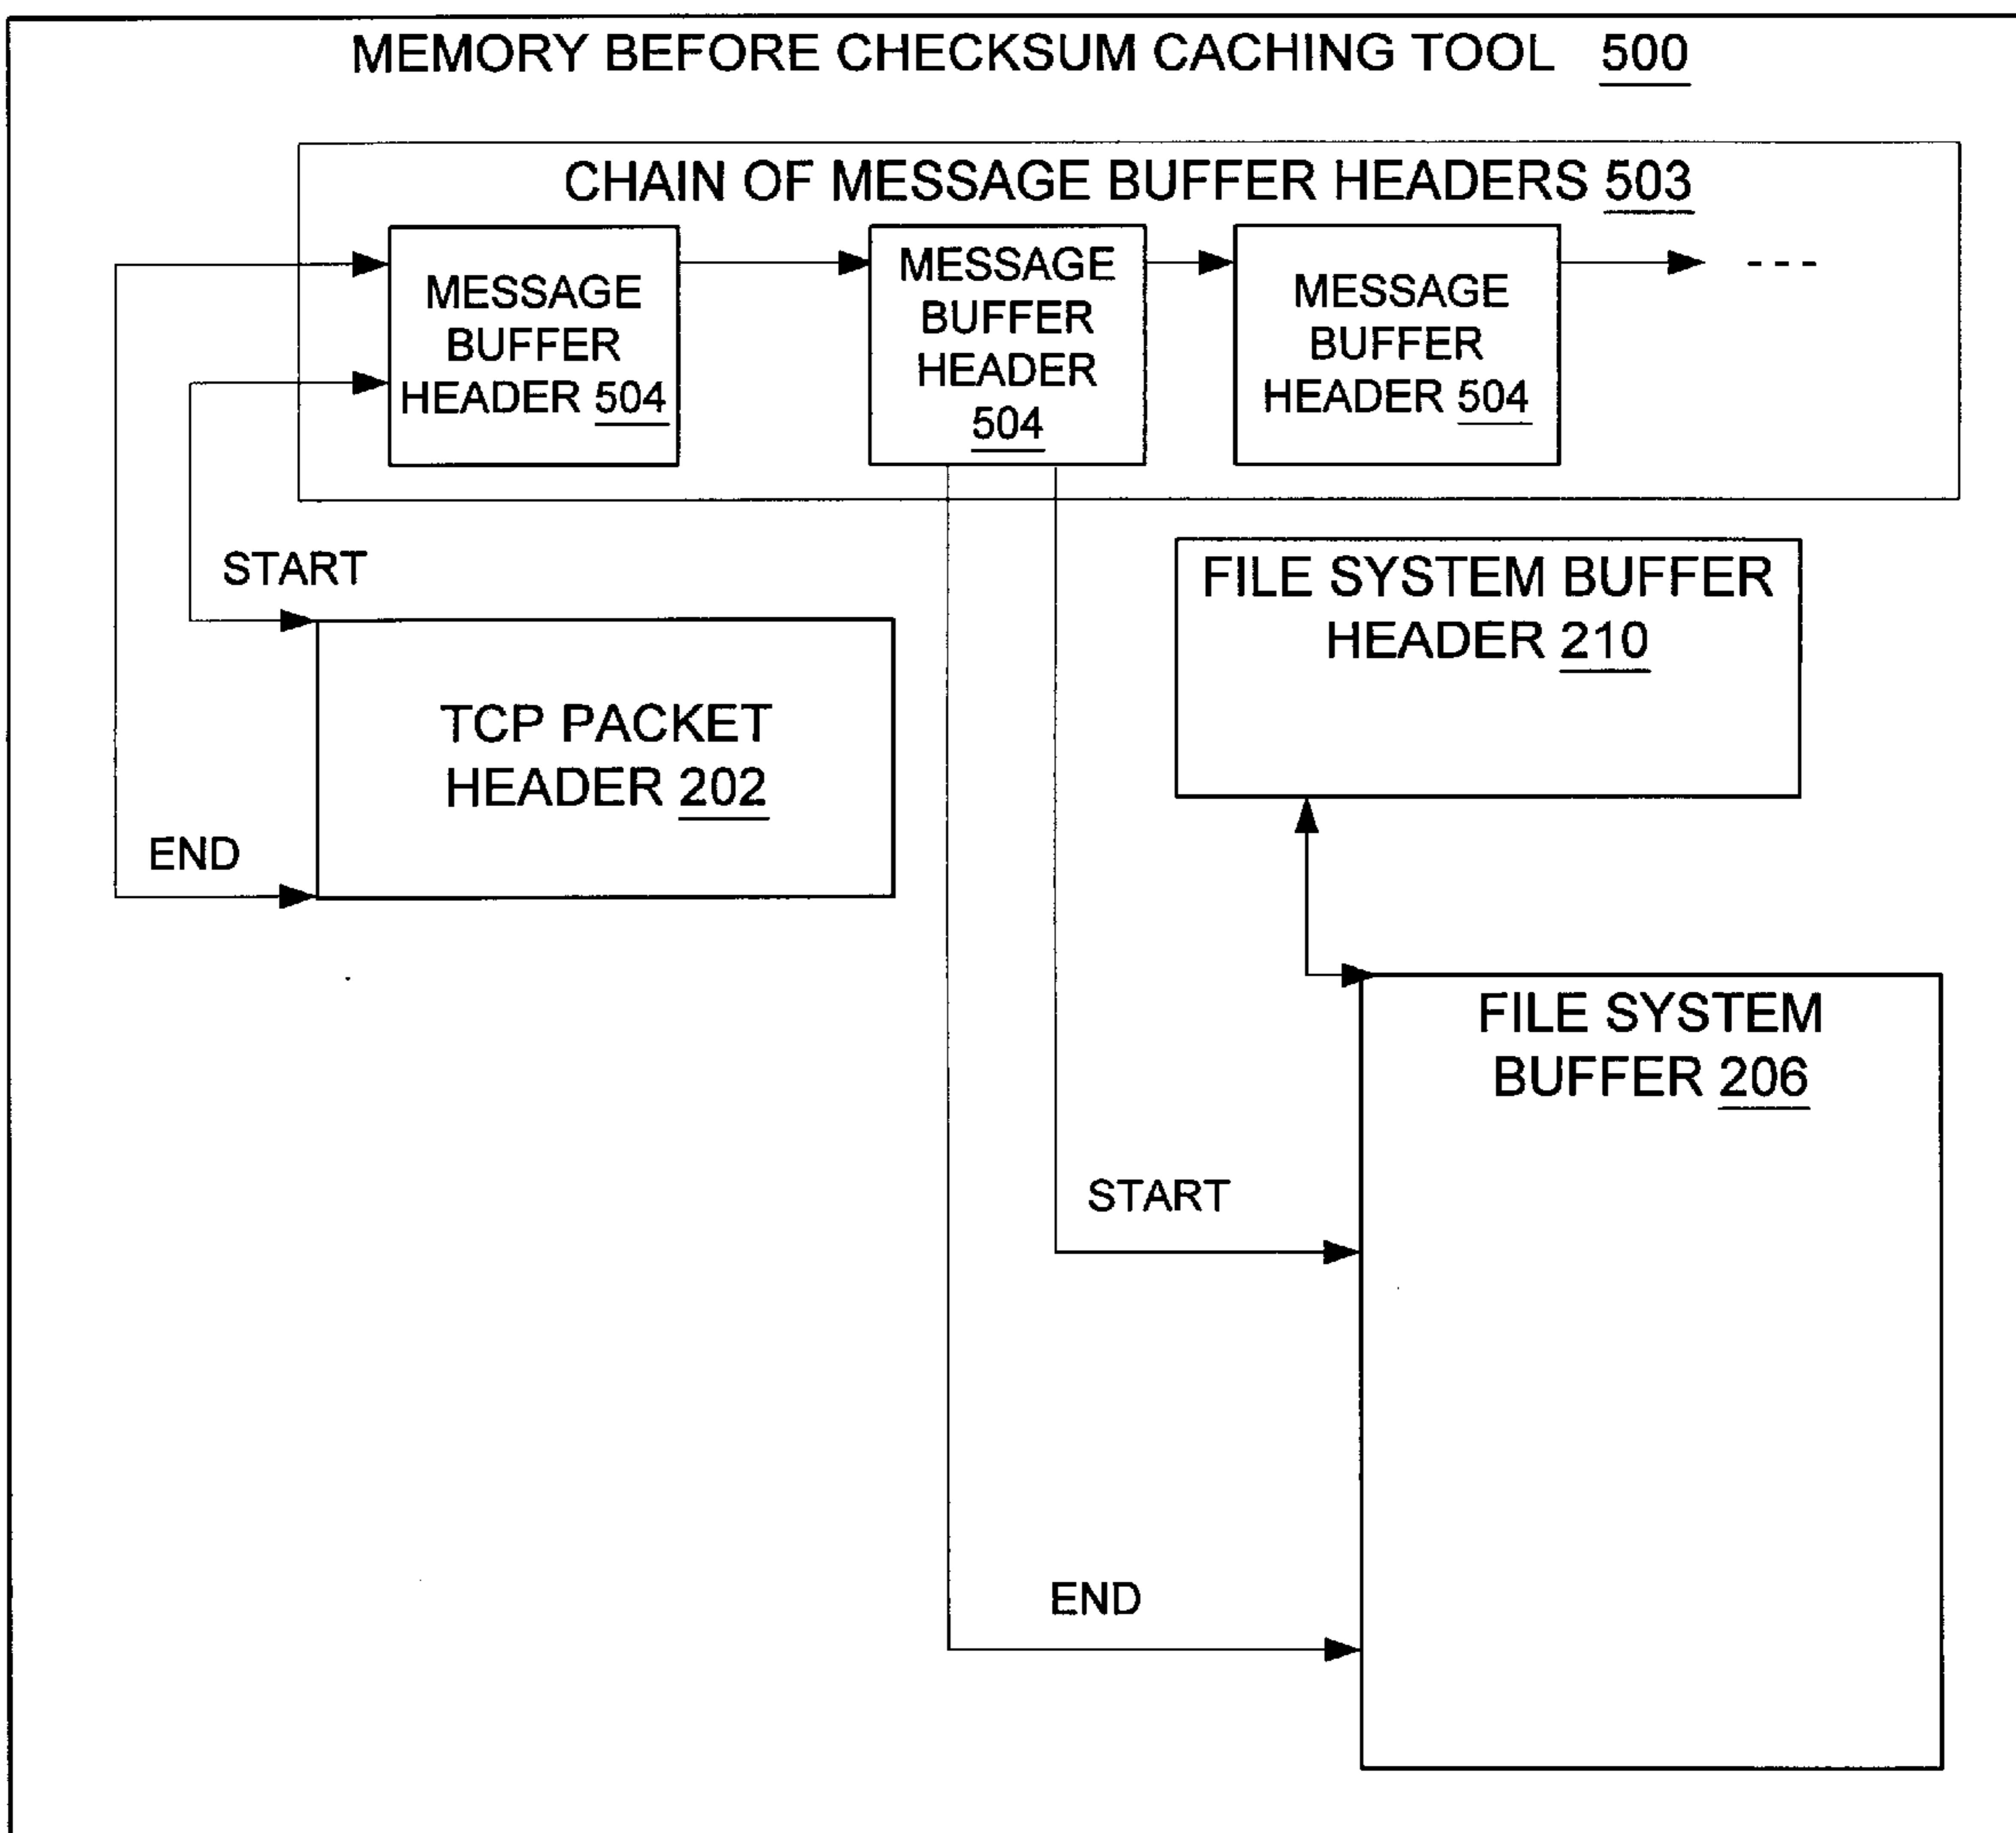 MEMORY BEFORE CHECKSUM CACHING TOOL 500
CHAIN OF MESSAGE BUFFER HEADERS 503
MESSAGE
BUFFER
HEADER 504
MESSAGE
BUFFER
HEADER
504
MESSAGE
BUFFER
HEADER 504
---
START
TCP PACKET
HEADER 202
END
FILE SYSTEM BUFFER
HEADER 210
FILE SYSTEM
BUFFER 206
START
END